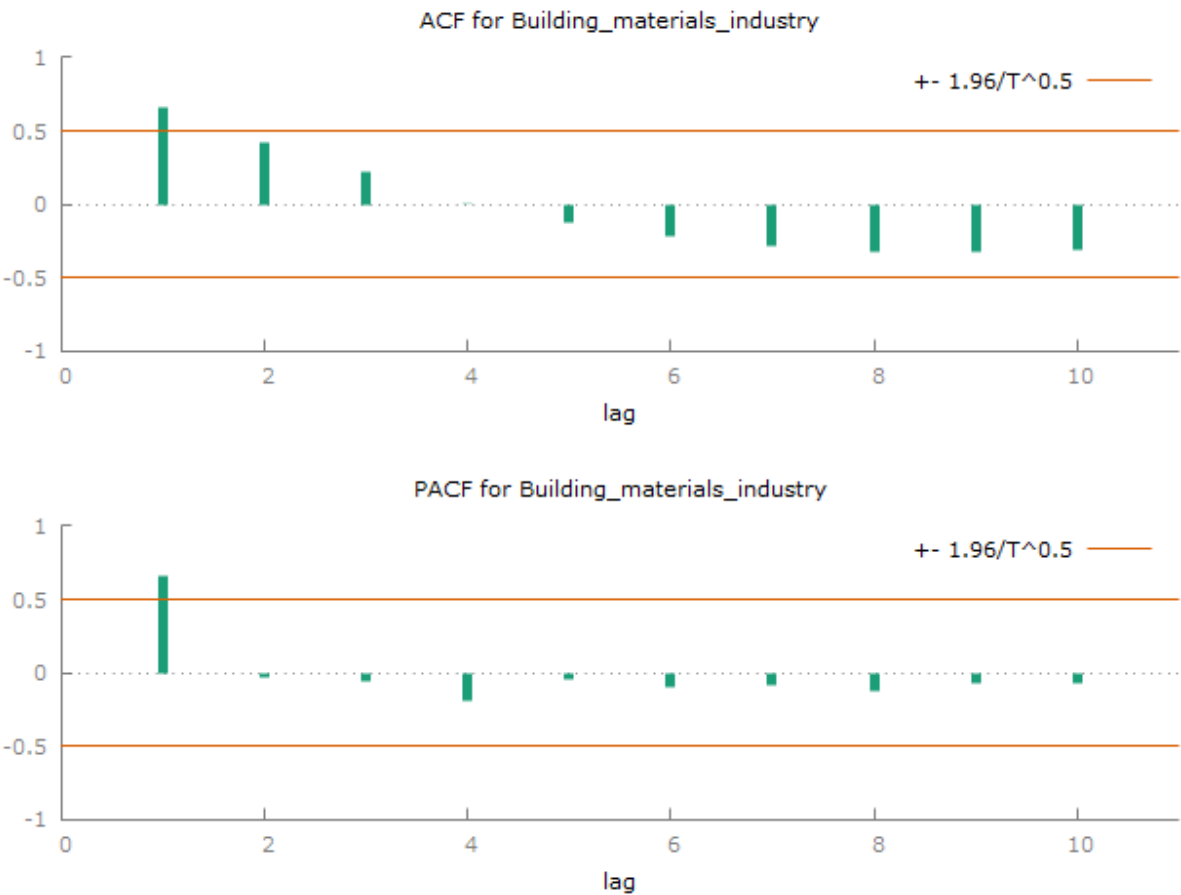 ACF for Building_materials_industry
+- 1.96/T^0.5
1
0.5
0
-0.5
-1
0 2 4 6 8 10
lag
PACF for Building_materials_industry
+- 1.96/T^0.5
1
0.5
0
-0.5
-1
0 2 4 6 8 10
lag